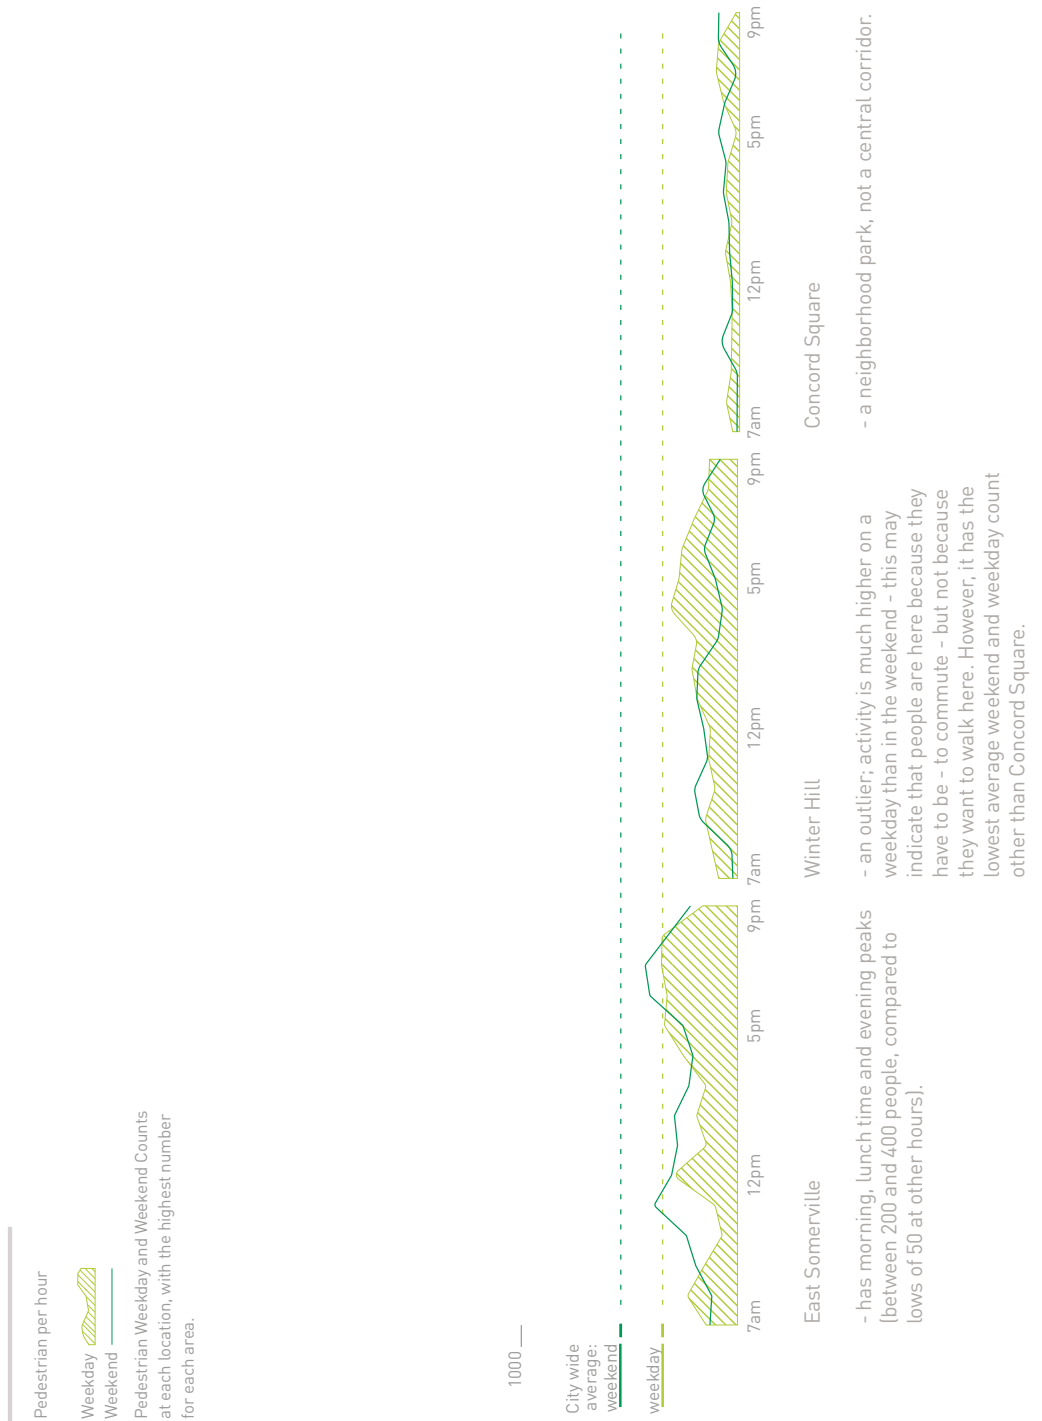 Pedestrian per hour
Weekday
Weekend
Pedestrian Weekday and Weekend Counts
at each location, with the highest number
for each area.
1000
City wide
average:
weekend
weekday
7am
12pm
5pm
9pm
7am
12pm
5pm
9pm
7am
12pm
5pm
9pm
East Somerville
- has morning, lunch time and evening peaks
(between 200 and 400 people, compared to
lows of 50 at other hours).
Winter Hill
- an outlier; activity is much higher on a
weekday than in the weekend - this may
indicate that people are here because they
have to be - to commute - but not because
they want to walk here. However, it has the
lowest average weekend and weekday count
other than Concord Square.
Concord Square
- a neighborhood park, not a central corridor.